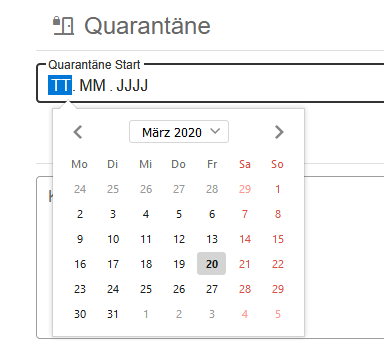 Quarantäne
Quarantäne Start
TT. MM . JJJJ
März 2020
Mo Di Mi Do Fr Sa So
24 25 26 27 28 29 1
2 3 4 5 6 7 8
9 10 11 12 13 14 15
16 17 18 19 20 21 22
23 24 25 26 27 28 29
30 31 1 2 3 4 5